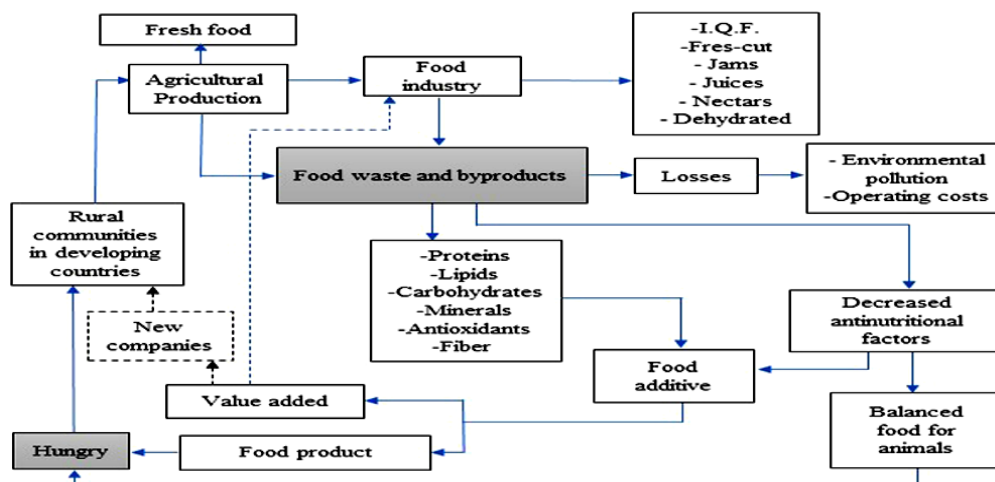 Fresh food
Agricultural
Production
Food
industry
-I.Q.F.
-Fres-cut
- Jams
- Juices
- Nectars
- Dehydrated
Food waste and byproducts
Losses
- Environmental
pollution
-Operating costs
Rural
communities
in developing
countries
-Proteins
-Lipids
-Carbohydrates
-Minerals
-Antioxidants
-Fiber
Decreased
antinutritional
factors
New
companies
Food
additive
Value added
Balanced
food for
animals
Hungry
Food product